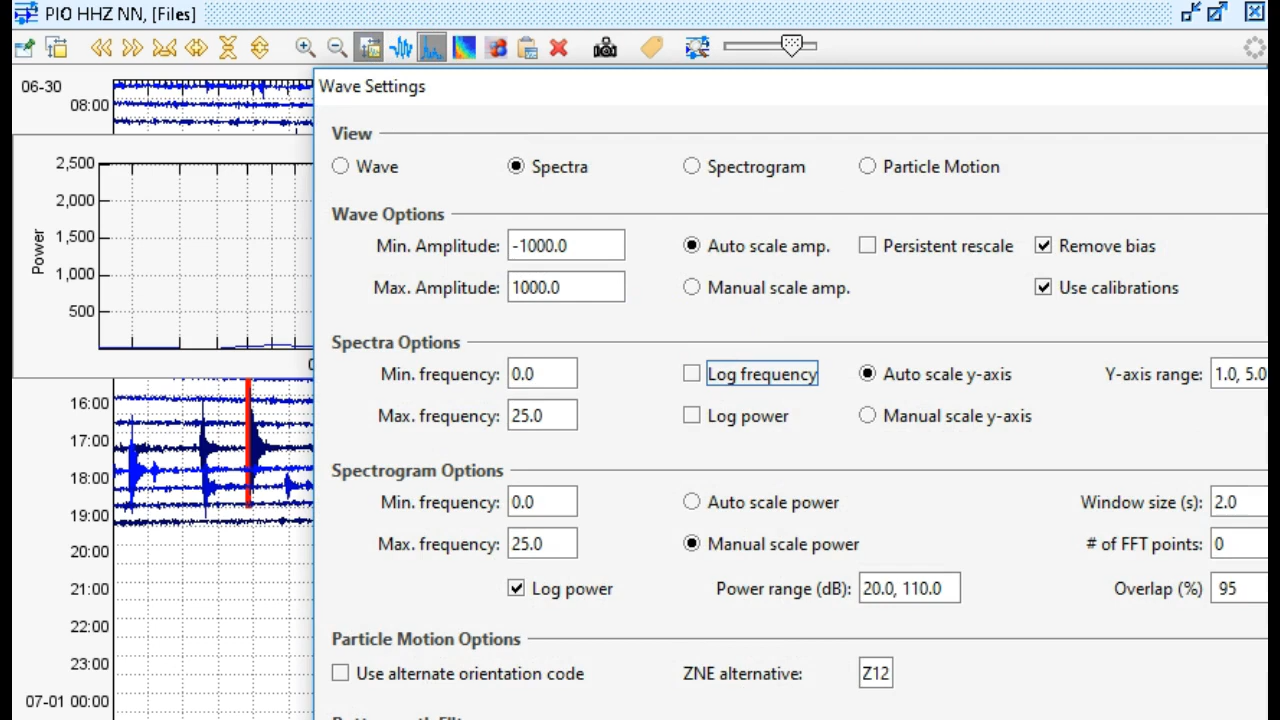 PIO HHZ NN, [Files]
06-30
08:00
Wave Settings
View
Wave
Spectra
Spectrogram
Particle Motion
2,500
2,000
1,500
1,000
500
Power
Wave Options
Min. Amplitude: -1000.0
Auto scale amp.
Persistent rescale
Remove bias
Max. Amplitude: 1000.0
Manual scale amp.
Use calibrations
Spectra Options
Min. frequency: 0.0
Log frequency
Auto scale y-axis
Y-axis range: 1.0, 5.0
Max. frequency: 25.0
Log power
Manual scale y-axis
16:00
17:00
18:00
19:00
20:00
21:00
22:00
23:00
07-01 00:00
Spectrogram Options
Min. frequency: 0.0
Auto scale power
Window size (s): 2.0
Max. frequency: 25.0
Manual scale power
# of FFT points: 0
Log power
Power range (dB): 20.0, 110.0
Overlap (%) 95
Particle Motion Options
Use alternate orientation code
ZNE alternative: Z12